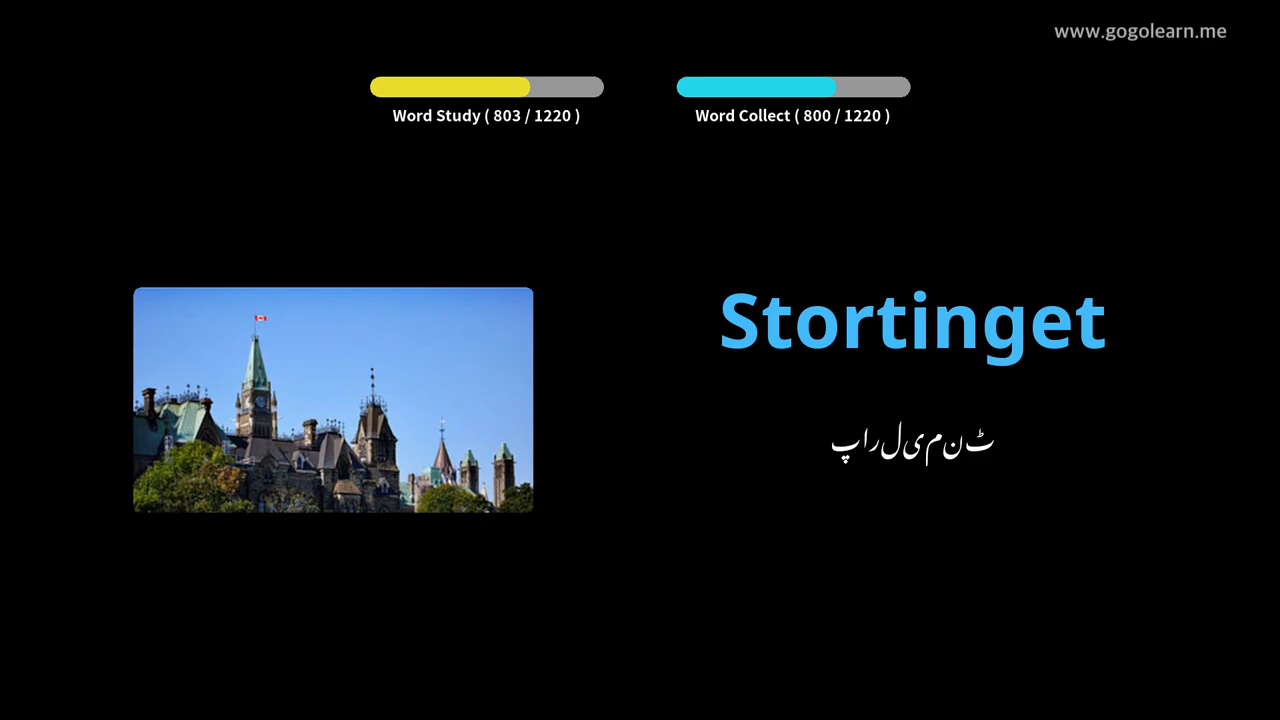 www.gogolearn.me
Word Study ( 803 / 1220 )
Word Collect ( 800 / 1220 )
Stortinget
پارلیمنٹ